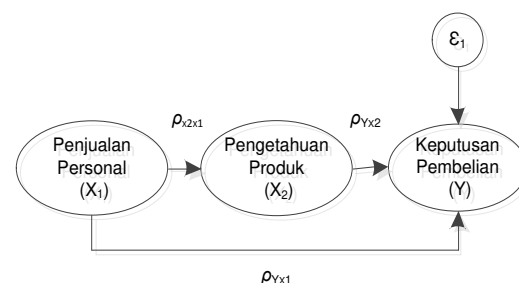 ε₁
ρx2x1
ρYx2
Penjualan
Personal
(X₁)
Pengetahuan
Produk
(X₂)
Keputusan
Pembelian
(Y)
ρYx1